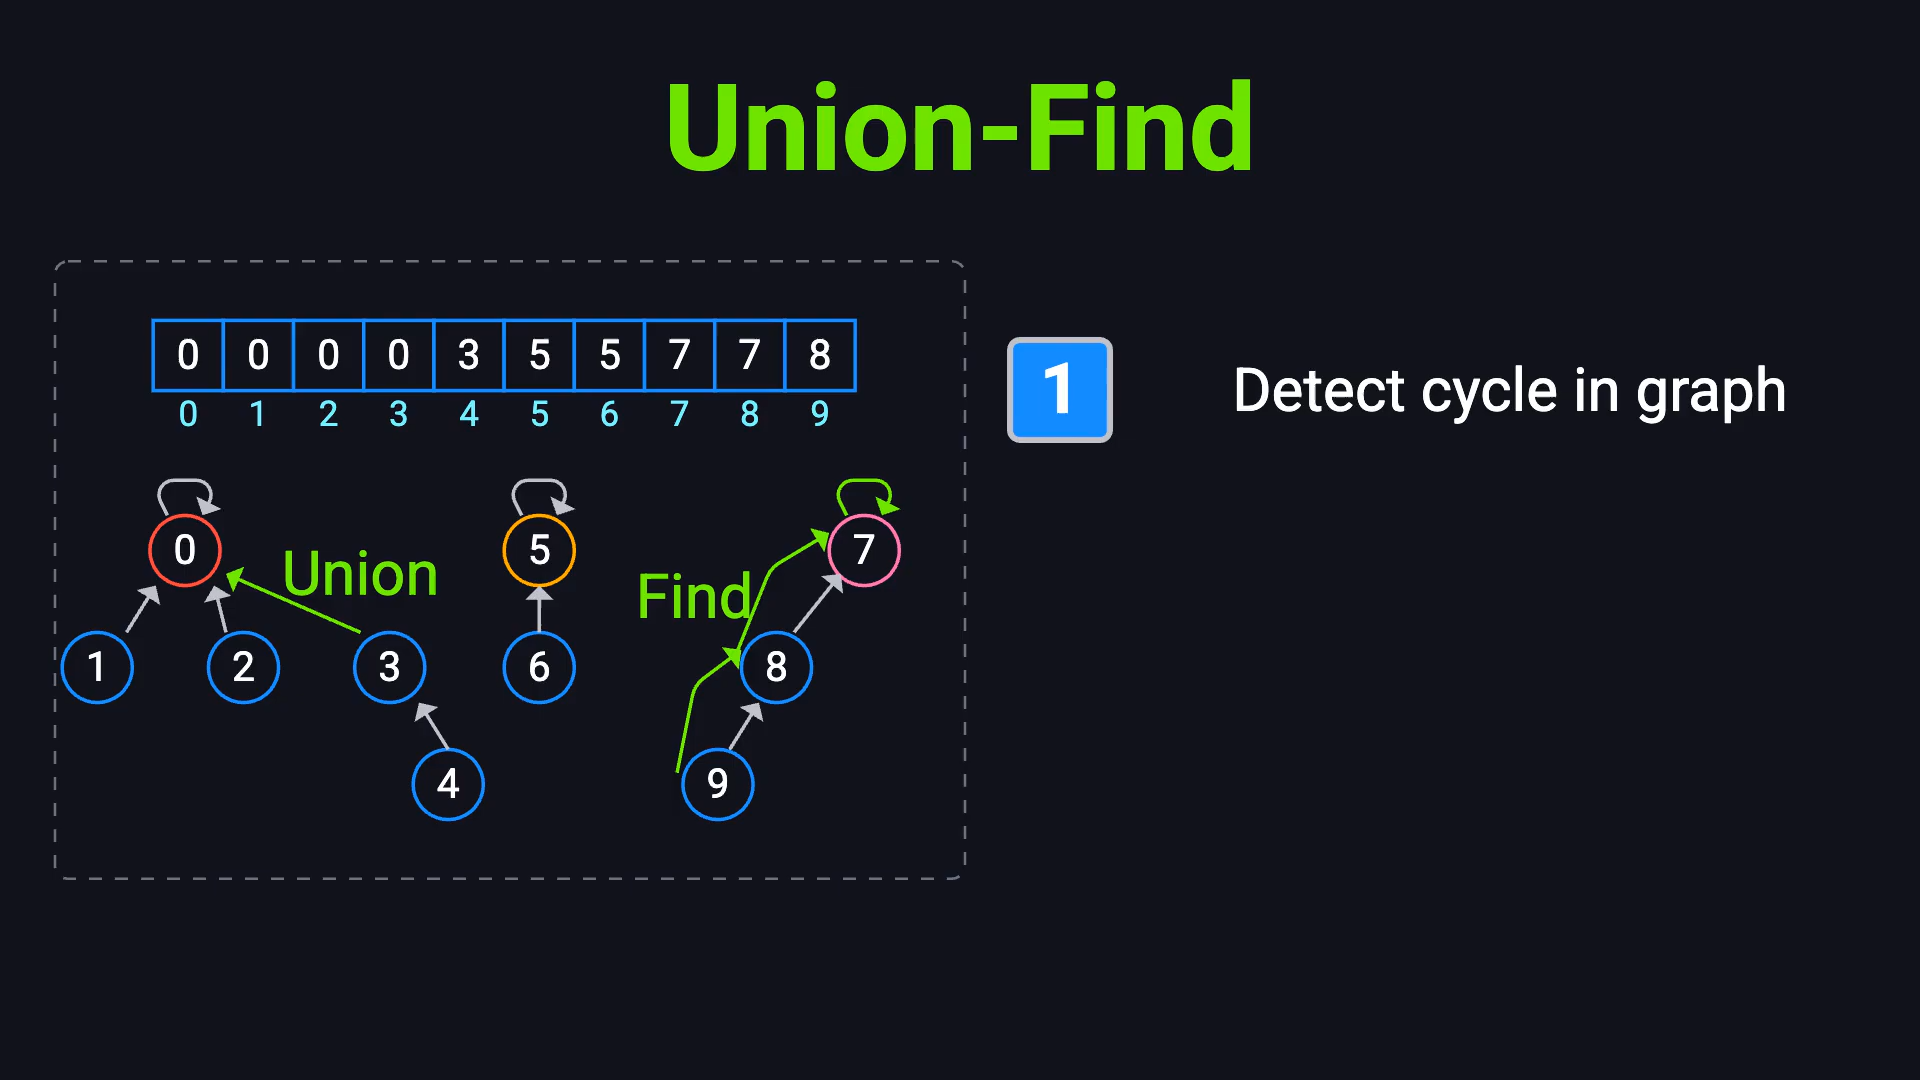 Union-Find
0 0 0 0 3 5 5 7 7 8
0 1 2 3 4 5 6 7 8 9
1 Detect cycle in graph
0 5 7
Union
Find
1 2 3 6 8
4 9